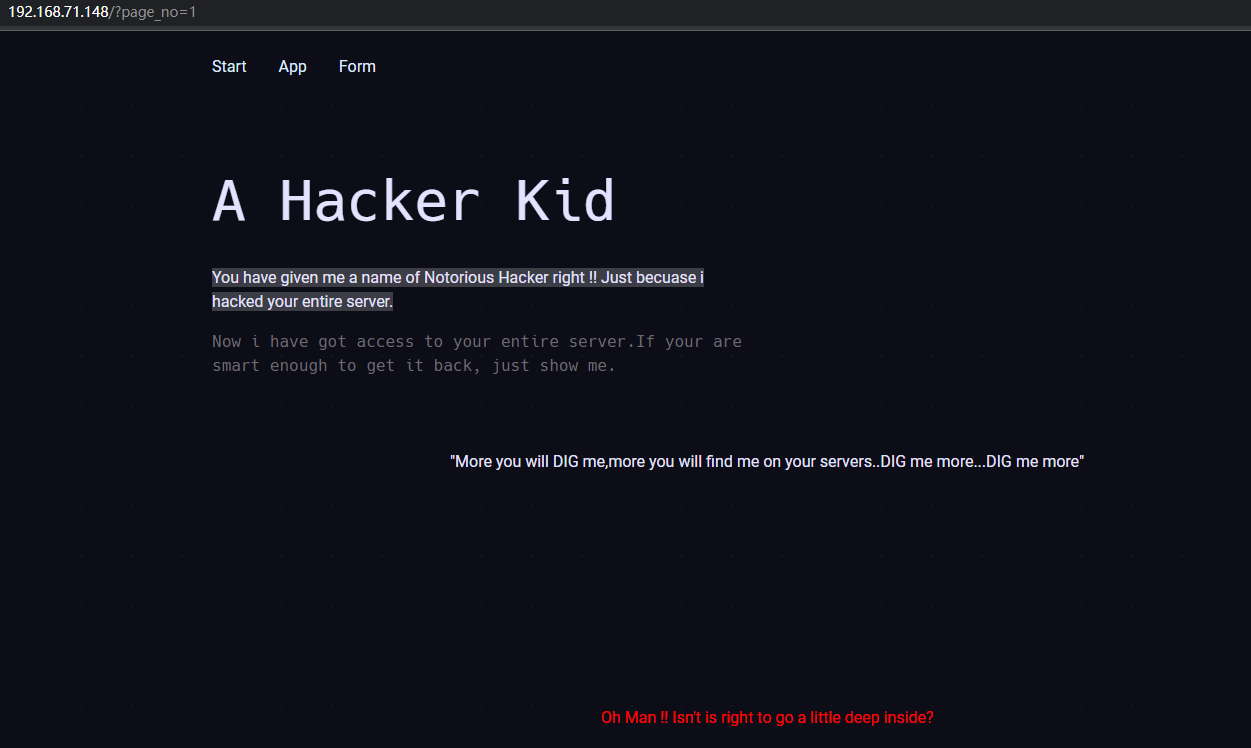 192.168.71.148/?page_no=1
Start App Form
A Hacker Kid
You have given me a name of Notorious Hacker right !! Just becuase i
hacked your entire server.
Now i have got access to your entire server.If your are
smart enough to get it back, just show me.
"More you will DIG me,more you will find me on your servers..DIG me more...DIG me more"
Oh Man !! Isn't is right to go a little deep inside?